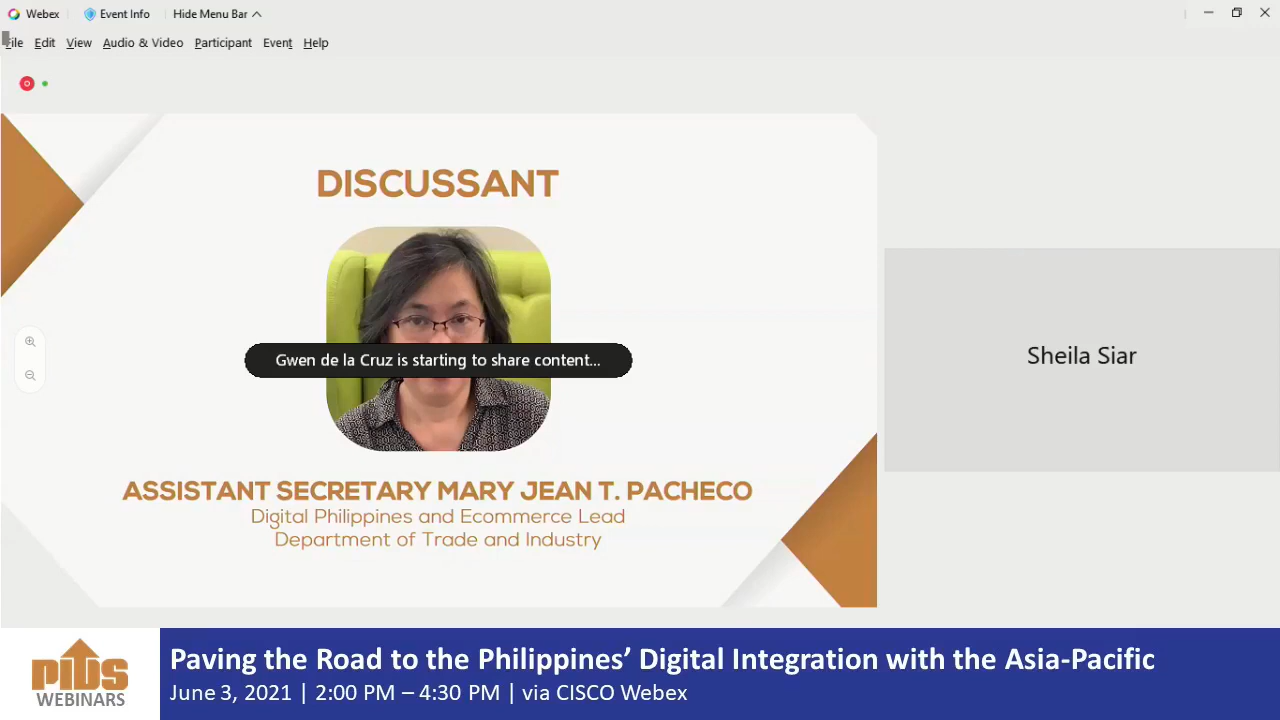 Webex Event Info Hide Menu Bar
File Edit View Audio & Video Participant Event Help
DISCUSSANT
Gwen de la Cruz is starting to share content...
Sheila Siar
ASSISTANT SECRETARY MARY JEAN T. PACHECO
Digital Philippines and Ecommerce Lead
Department of Trade and Industry
PIDS
WEBINARS
Paving the Road to the Philippines’ Digital Integration with the Asia-Pacific
June 3, 2021 | 2:00 PM – 4:30 PM | via CISCO Webex